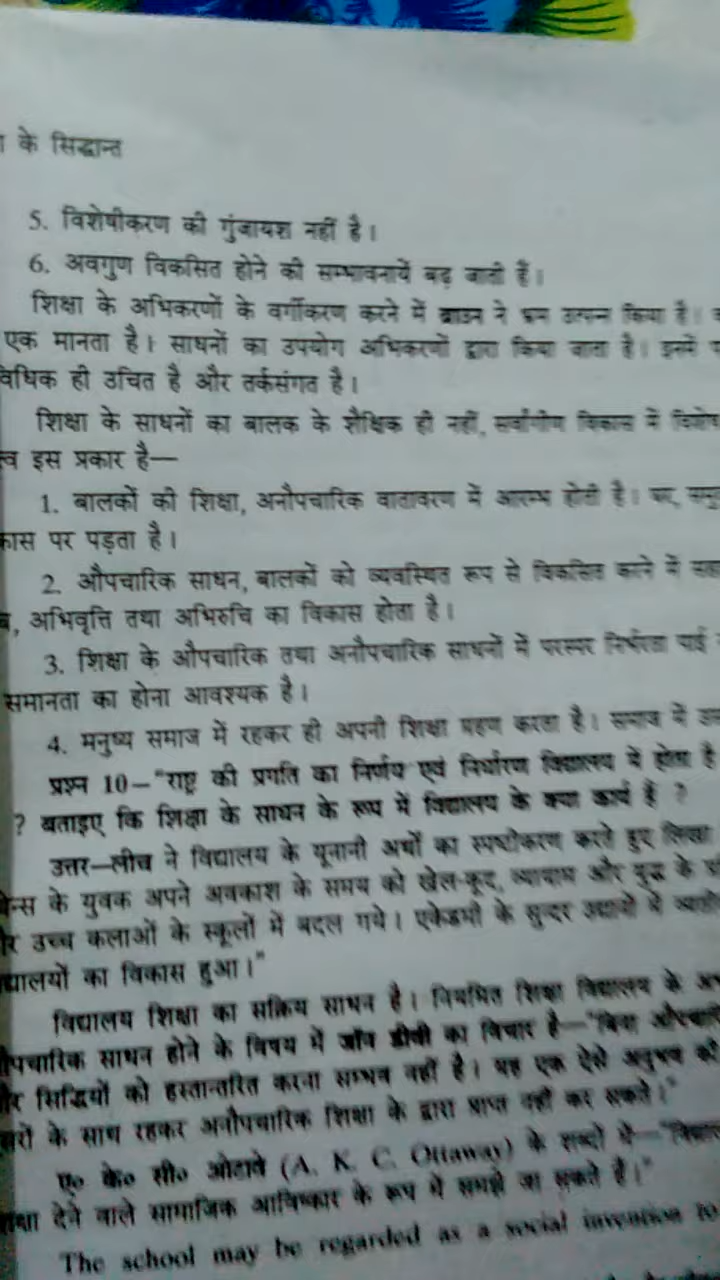 के सिद्धान्त
5. विशेषीकरण की गुंजायश नहीं है।
6. अवगुण विकसित होने की सम्भावनायें बढ़ जाती हैं।
शिक्षा के अभिकरणों के वर्गीकरण करने में ब्राउन ने भ्रम उत्पन्न किया है।
एक मानता है। साधनों का उपयोग अभिकरणों द्वारा किया जाता है। इनमें
विधिक ही उचित है और तर्कसंगत है।
शिक्षा के साधनों का बालक के शैक्षिक ही नहीं, सर्वांगीण विकास में
इस प्रकार है—
1. बालकों की शिक्षा, अनौपचारिक वातावरण में आरम्भ होती है।
कास पर पड़ता है।
2. औपचारिक साधन, बालकों को व्यवस्थित रूप से विकसित करने में
अभिवृत्ति तथा अभिरुचि का विकास होता है।
3. शिक्षा के औपचारिक तथा अनौपचारिक साधनों में परस्पर निर्भरता पाई
समानता का होना आवश्यक है।
4. मनुष्य समाज में रहकर ही अपनी शिक्षा ग्रहण करता है। समाज में
प्रश्न 10–"राष्ट्र की प्रगति का निर्णय एवं निर्धारण विद्यालय में होता है
? बताइए कि शिक्षा के साधन के रूप में विद्यालय के क्या कार्य हैं ?
उत्तर–लीच ने विद्यालय के यूनानी अर्थों का स्पष्टीकरण करते हुए लिखा
न्स के युवक अपने अवकाश के समय को खेल-कूद, व्यायाम और युद्ध के
र उच्च कलाओं के स्कूलों में बदल गये। एकेडमी के सुन्दर उद्यानों में
द्यालयों का विकास हुआ।"
विद्यालय शिक्षा का सक्रिय साधन है। नियमित शिक्षा विद्यालय के
पचारिक साधन होने के विषय में जॉन डीवी का विचार है–"बिना
र सिद्धियों को हस्तान्तरित करना सम्भव नहीं है। यह एक ऐसे अनुभव को
के साथ रहकर अनौपचारिक शिक्षा के द्वारा प्राप्त नहीं कर सकते।"
ए० के० सी० ओटावे (A. K. C. Ottaway) के शब्दों में–
क्षा देने वाले सामाजिक आविष्कार के रूप में समझे जा सकते हैं।"
The school may be regarded as a social invention to